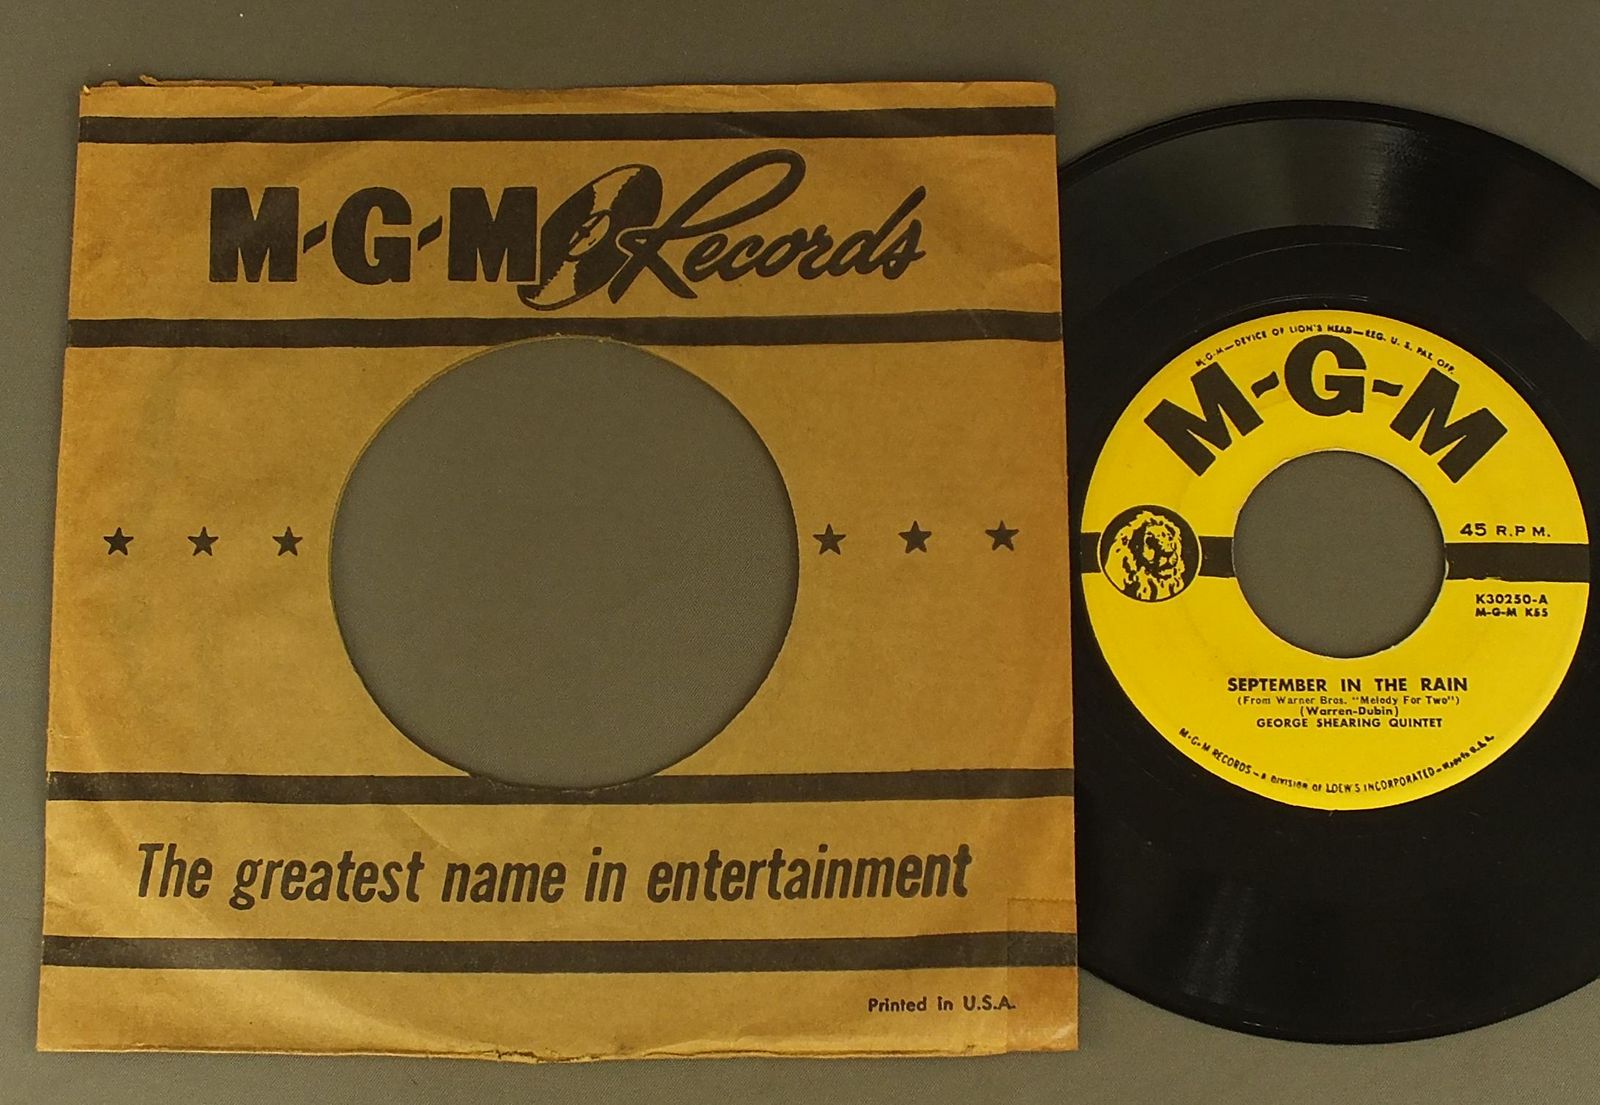 M-G-M Records
★ ★ ★ ★ ★ ★
The greatest name in entertainment
Printed in U.S.A.
M-G-M—DEVICE OF LION'S HEAD—REG. U. S. PAT. OFF.
M-G-M
45 R.P.M.
K30250-A
M-G-M K55
SEPTEMBER IN THE RAIN
(From Warner Bros. "Melody For Two")
(Warren-Dubin)
GEORGE SHEARING QUINTET
M-G-M RECORDS—A DIVISION OF LOEW'S INCORPORATED—